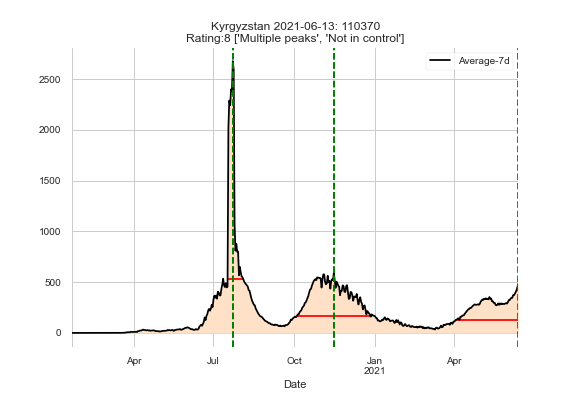 Kyrgyzstan 2021-06-13: 110370
Rating:8 ['Multiple peaks', 'Not in control']
Average-7d
2500
2000
1500
1000
500
0
Apr
Jul
Oct
Jan
2021
Apr
Date